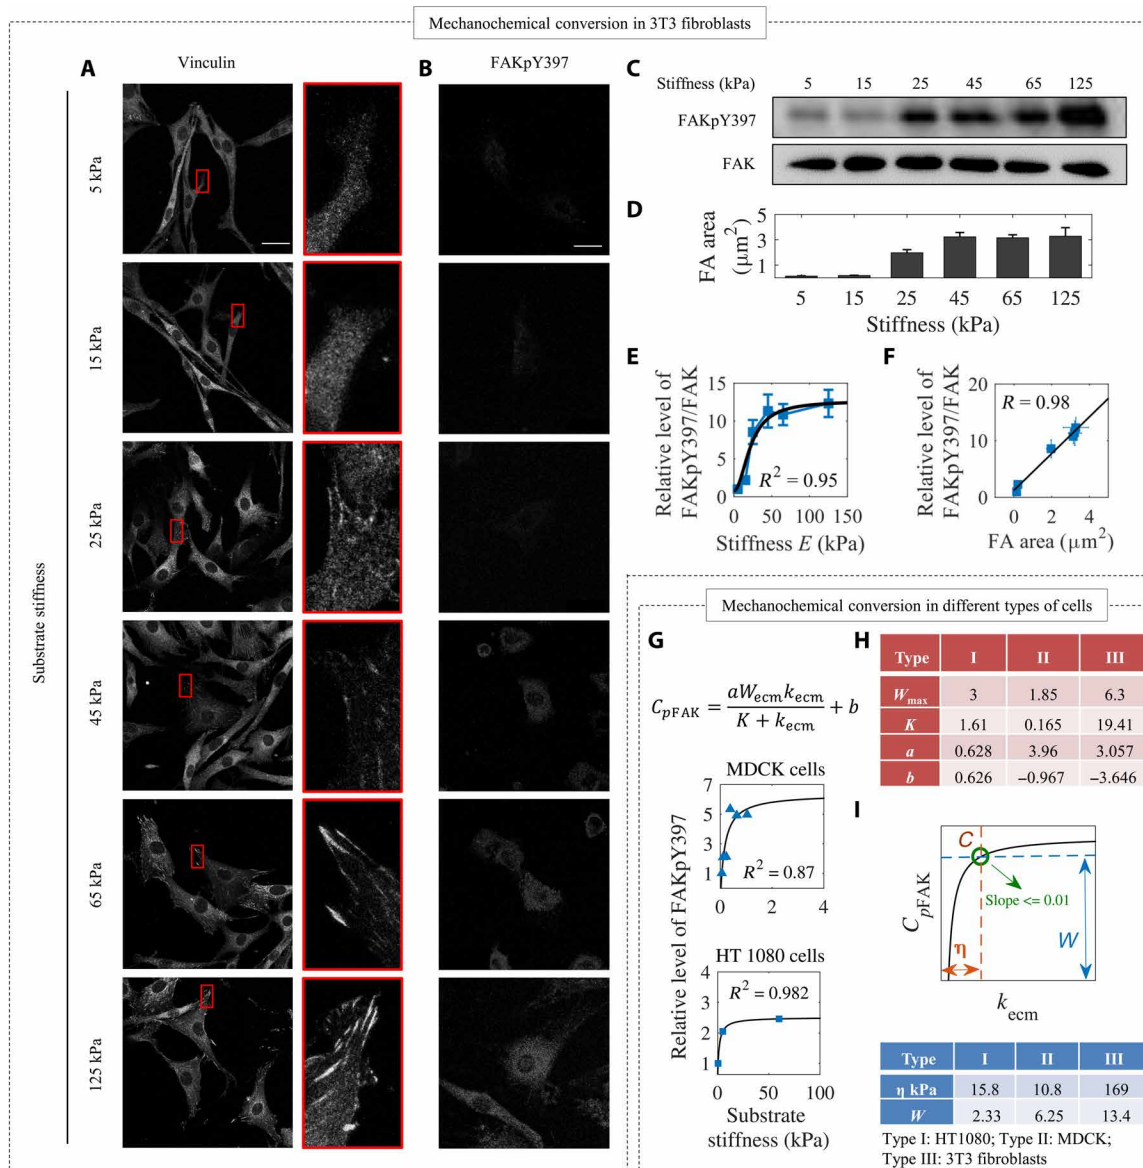 Mechanochemical conversion in 3T3 fibroblasts
A
Vinculin
B
FAKpY397
Substrate stiffness
5 kPa
15 kPa
25 kPa
45 kPa
65 kPa
125 kPa
C
Stiffness (kPa) 5 15 25 45 65 125
FAKpY397
FAK
D
FA area
(μm²)
5
3
1
5 15 25 45 65 125
Stiffness (kPa)
E
Relative level of
FAKpY397/FAK
15
10
5
0
R² = 0.95
0 50 100 150
Stiffness E (kPa)
F
Relative level of
FAKpY397/FAK
20
10
0
R = 0.98
0 2 4
FA area (μm²)
Mechanochemical conversion in different types of cells
G
C_pFAK = aW_ecm k_ecm / (K + k_ecm) + b
Relative level of FAKpY397
MDCK cells
7
5
3
1
R² = 0.87
0 2 4
HT 1080 cells
4
3
2
1
R² = 0.982
0 50 100
Substrate
stiffness (kPa)
H
Type I II III
W_max 3 1.85 6.3
K 1.61 0.165 19.41
a 0.628 3.96 3.057
b 0.626 −0.967 −3.646
I
C_pFAK
C
Slope <= 0.01
η
W
k_ecm
Type I II III
η kPa 15.8 10.8 169
W 2.33 6.25 13.4
Type I: HT1080; Type II: MDCK;
Type III: 3T3 fibroblasts